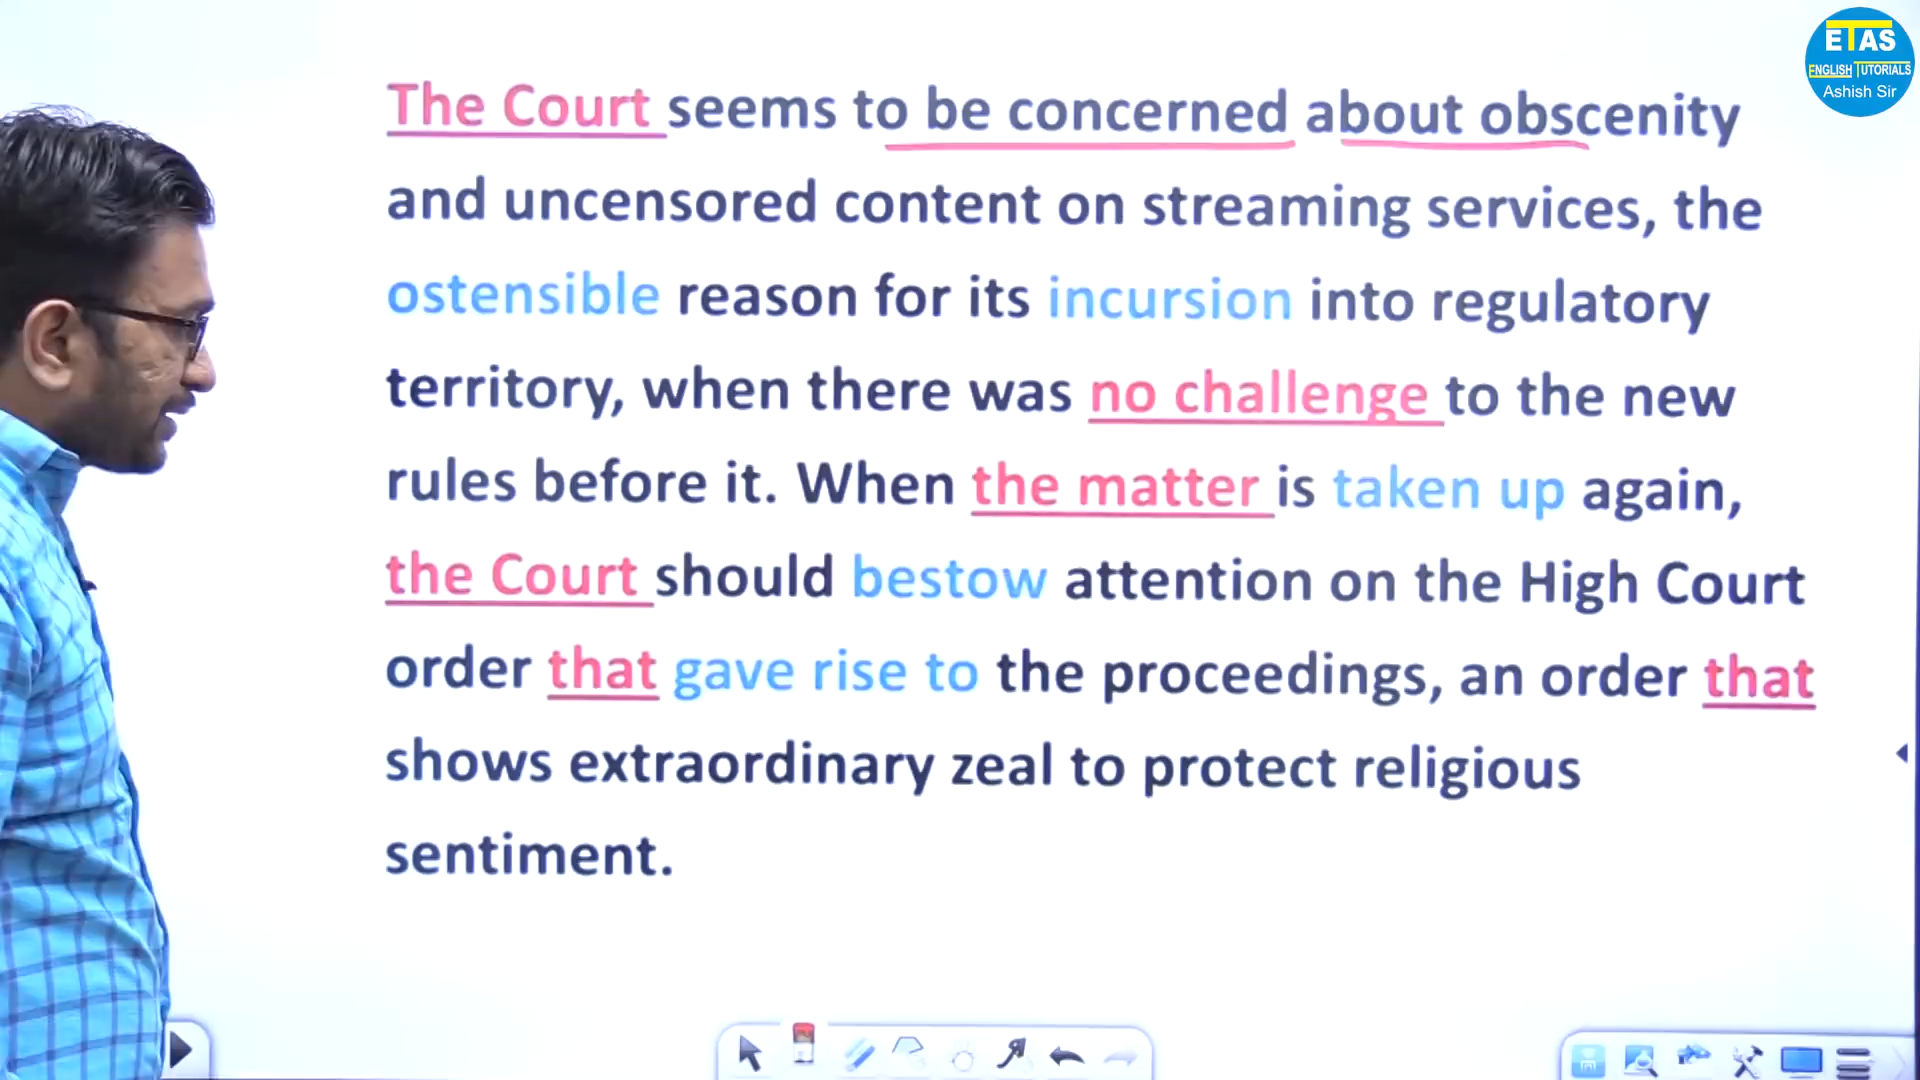 ETAS
ENGLISH TUTORIALS
Ashish Sir
The Court seems to be concerned about obscenity
and uncensored content on streaming services, the
ostensible reason for its incursion into regulatory
territory, when there was no challenge to the new
rules before it. When the matter is taken up again,
the Court should bestow attention on the High Court
order that gave rise to the proceedings, an order that
shows extraordinary zeal to protect religious
sentiment.